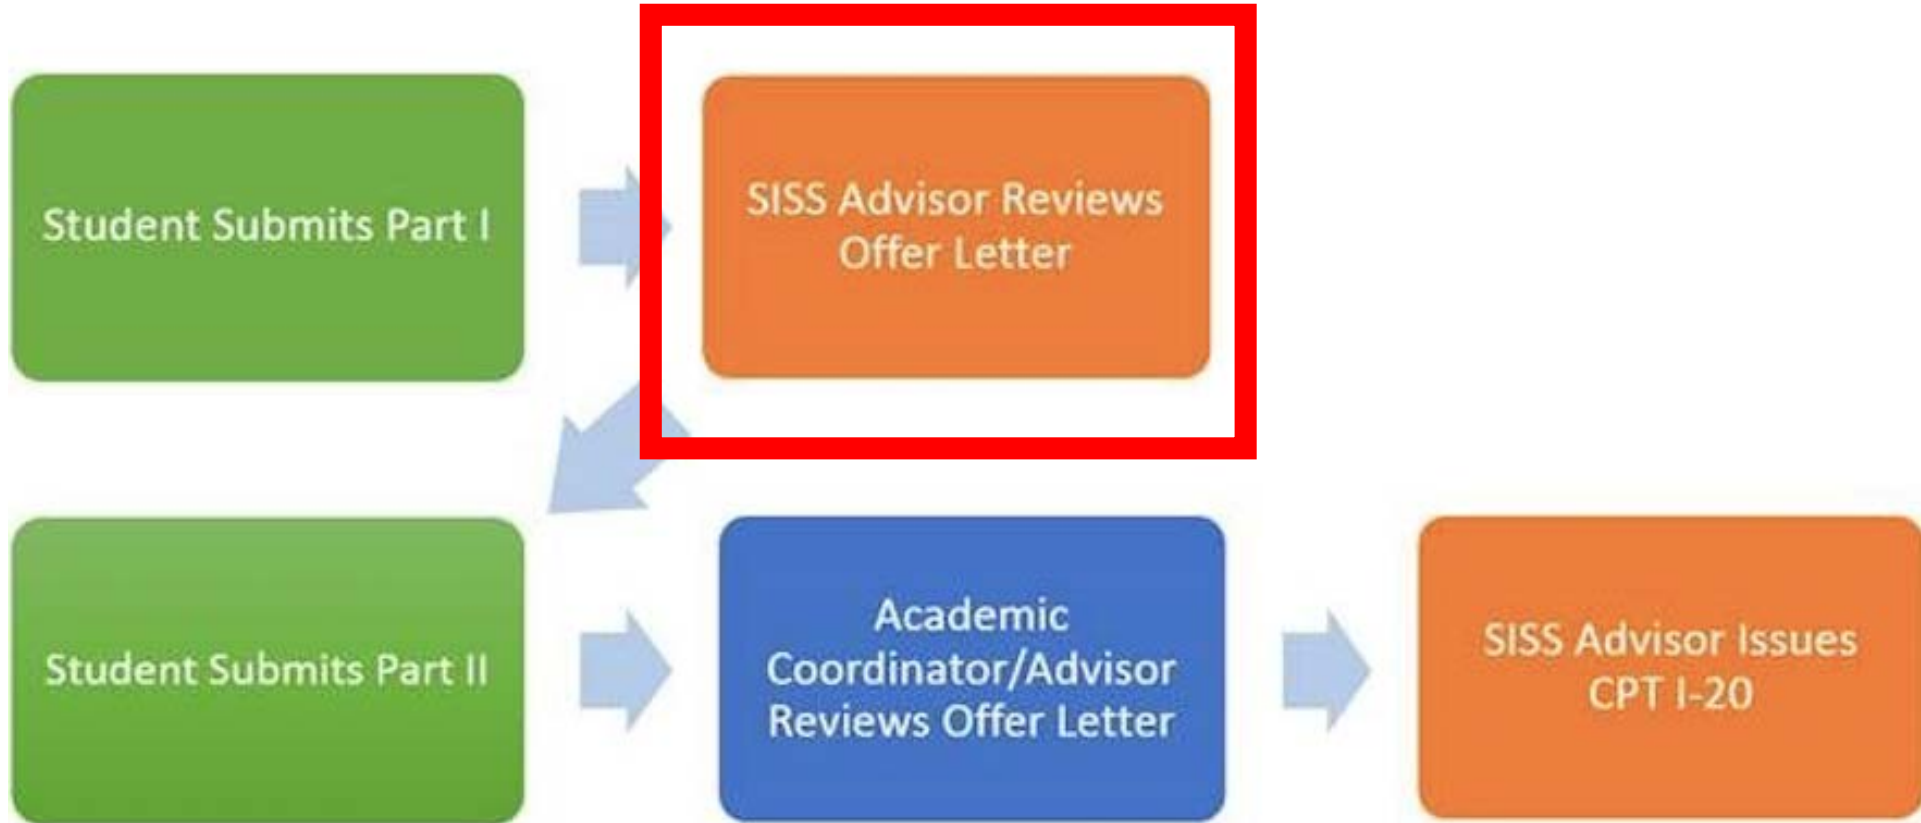 Student Submits Part I
SISS Advisor Reviews
Offer Letter
Student Submits Part II
Academic
Coordinator/Advisor
Reviews Offer Letter
SISS Advisor Issues
CPT I-20